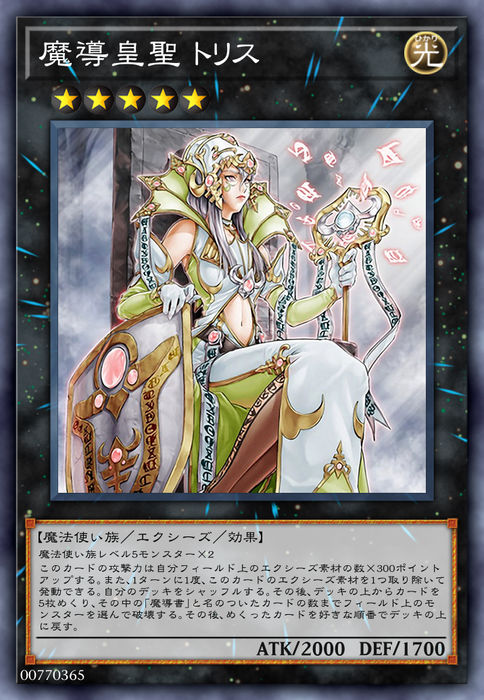 魔導皇聖 トリス
ひかり
光
【魔法使い族／エクシーズ／効果】
魔法使い族レベル5モンスター×2
このカードの攻撃力は自分フィールド上のエクシーズ素材の数×300ポイント
アップする。また、1ターンに1度、このカードのエクシーズ素材を1つ取り除いて
発動できる。自分のデッキをシャッフルする。その後、デッキの上からカードを
5枚めくり、その中の「魔導書」と名のついたカードの数までフィールド上のモ
ンスターを選んで破壊する。その後、めくったカードを好きな順番でデッキの上
に戻す。
ATK/2000 DEF/1700
00770365